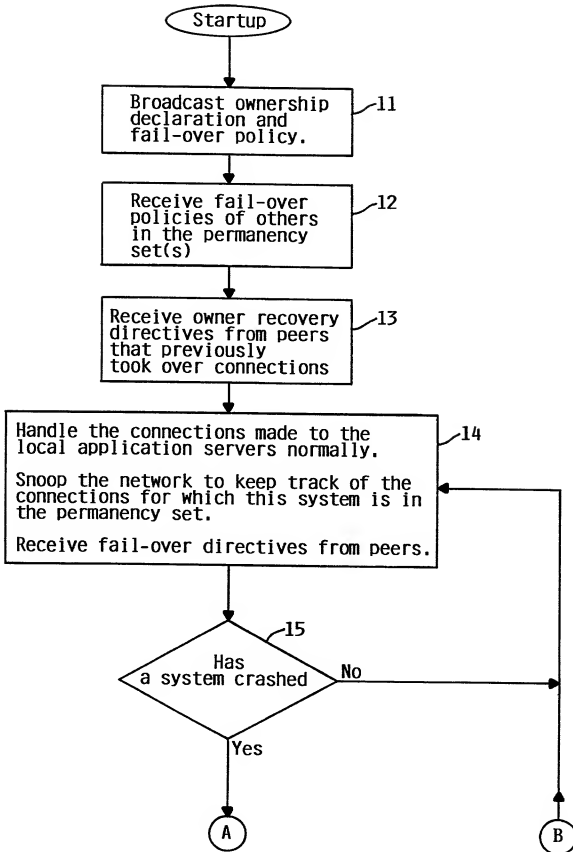 Startup
Broadcast ownership
declaration and
fail-over policy.
11
Receive fail-over
policies of others
in the permanency
set(s)
12
Receive owner recovery
directives from peers
that previously
took over connections
13
Handle the connections made to the
local application servers normally.
Snoop the network to keep track of the
connections for which this system is in
the permanency set.
Receive fail-over directives from peers.
14
15
Has
a system crashed
No
Yes
A
B